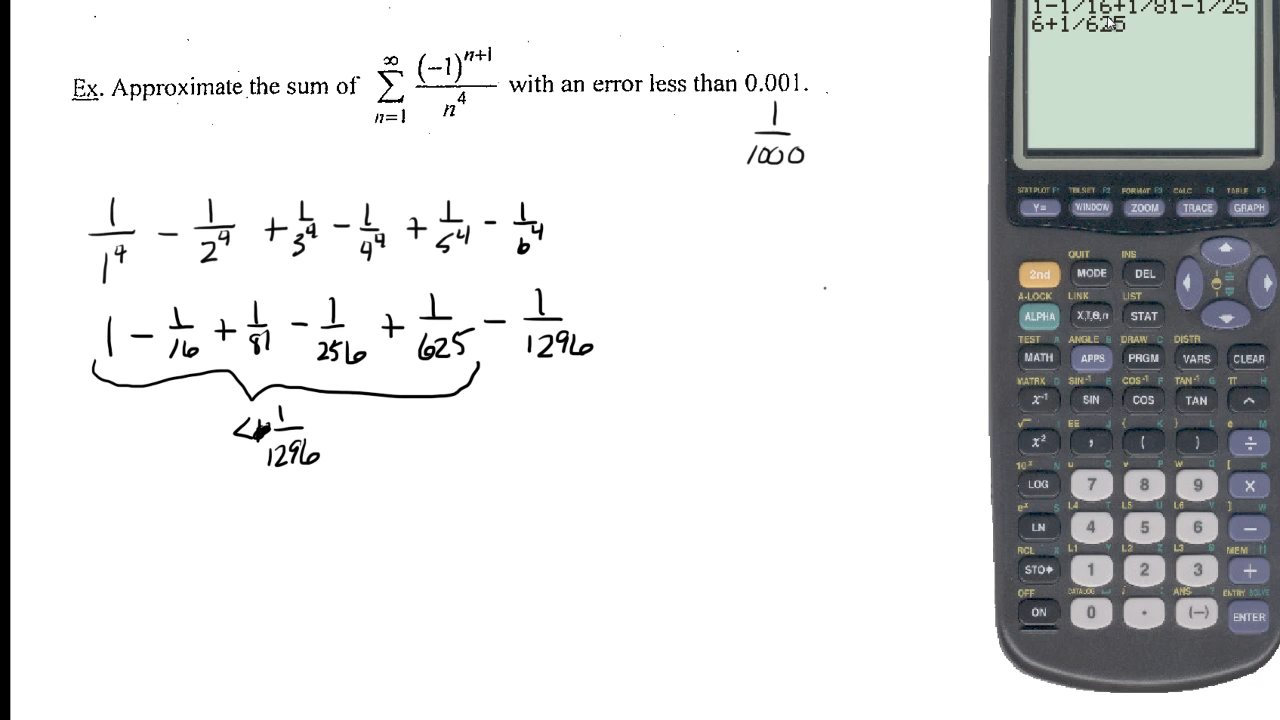 1-1/16+1/81-1/25
6+1/625
Ex. Approximate the sum of ∞ Σ n=1 (-1)^{n+1} / n^4 with an error less than 0.001.
1/1000
1/1^4 - 1/2^4 + 1/3^4 - 1/4^4 + 1/5^4 - 1/6^4
1 - 1/16 + 1/81 - 1/256 + 1/625 - 1/1296
< 1/1296
STAT PLOT F1 TBLSET F2 FORMAT F3 CALC F4 TABLE F5
Y= WINDOW ZOOM TRACE GRAPH
QUIT INS
2nd MODE DEL
A-LOCK LINK LIST
ALPHA X,T,θ,n STAT
TEST A ANGLE B DRAW C DISTR
MATH APPS PRGM VARS CLEAR
MATRX D SIN⁻¹ E COS⁻¹ F TAN⁻¹ G π H
x⁻¹ SIN COS TAN ^
√ I EE J { K } L e M
x² , ( ) ÷
10ˣ N u O v P w Q [ R
LOG 7 8 9 ×
eˣ S L4 T L5 U L6 V ] W
LN 4 5 6 −
RCL X L1 Y L2 Z L3 θ MEM "
STO▸ 1 2 3 +
OFF CATALOG i : ANS ? ENTRY SOLVE
ON 0 . (−) ENTER